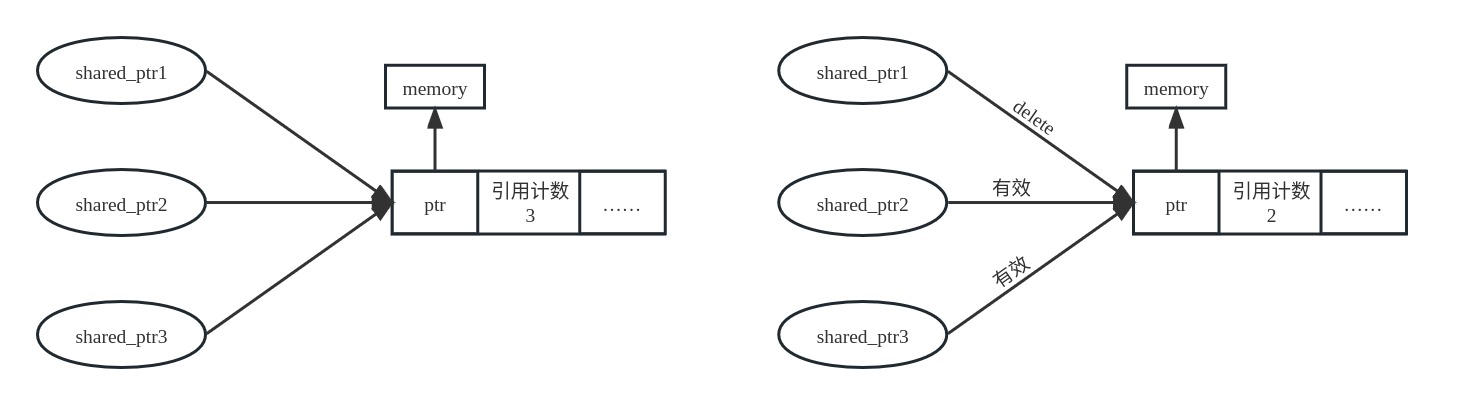 shared_ptr1
memory
shared_ptr2
ptr
引用计数
3
……
shared_ptr3
shared_ptr1
delete
memory
有效
shared_ptr2
ptr
引用计数
2
……
有效
shared_ptr3